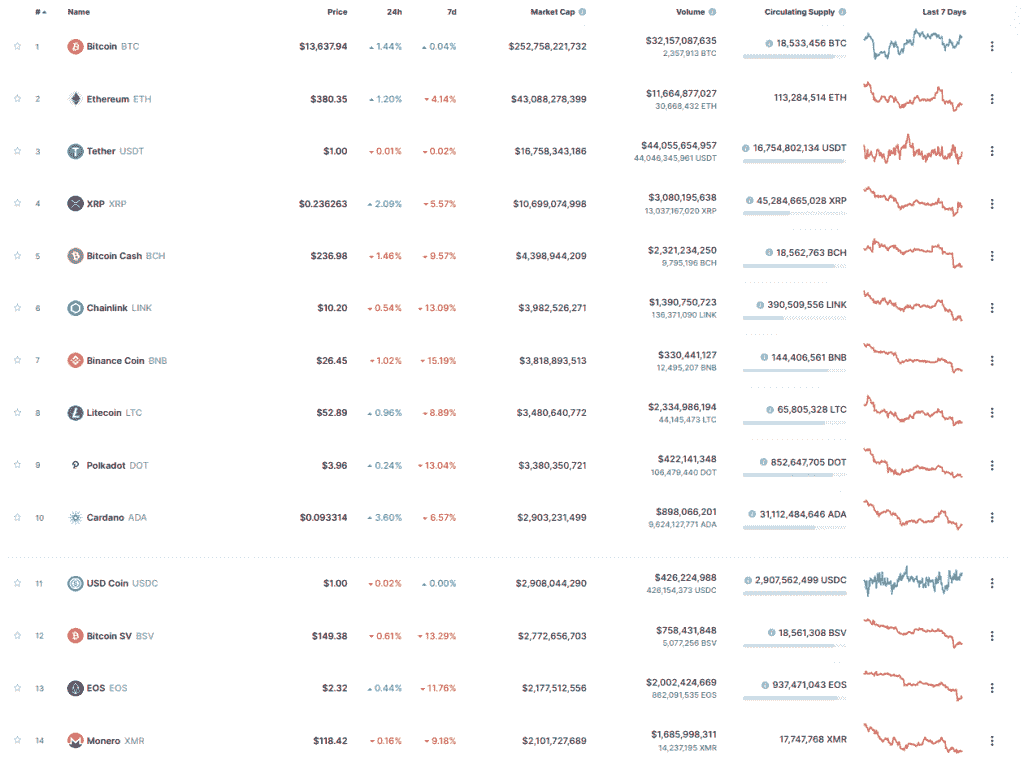 # Name Price 24h 7d Market Cap Volume Circulating Supply Last 7 Days
1 Bitcoin BTC $13,637.94 1.44% 0.04% $252,758,221,732 $32,157,087,635 18,533,456 BTC
2,357,913 BTC
2 Ethereum ETH $380.35 1.20% 4.14% $43,088,278,399 $11,664,877,027 113,284,514 ETH
30,668,432 ETH
3 Tether USDT $1.00 0.01% 0.02% $16,758,343,186 $44,055,654,957 16,754,802,134 USDT
44,046,345,961 USDT
4 XRP XRP $0.236263 2.09% 5.57% $10,699,074,998 $3,080,195,638 45,284,665,028 XRP
13,037,167,020 XRP
5 Bitcoin Cash BCH $236.98 1.46% 9.57% $4,398,944,209 $2,321,234,250 18,562,763 BCH
9,795,196 BCH
6 Chainlink LINK $10.20 0.54% 13.09% $3,982,526,271 $1,390,750,723 390,509,556 LINK
136,371,090 LINK
7 Binance Coin BNB $26.45 1.02% 15.19% $3,818,893,513 $330,441,127 144,406,561 BNB
12,495,207 BNB
8 Litecoin LTC $52.89 0.96% 8.89% $3,480,640,772 $2,334,986,194 65,805,328 LTC
44,145,473 LTC
9 Polkadot DOT $3.96 0.24% 13.04% $3,380,350,721 $422,141,348 852,647,705 DOT
106,479,440 DOT
10 Cardano ADA $0.093314 3.60% 6.57% $2,903,231,499 $898,066,201 31,112,484,646 ADA
9,624,127,771 ADA
11 USD Coin USDC $1.00 0.02% 0.00% $2,908,044,290 $426,224,988 2,907,562,499 USDC
426,154,373 USDC
12 Bitcoin SV BSV $149.38 0.61% 13.29% $2,772,656,703 $758,431,848 18,561,308 BSV
5,077,256 BSV
13 EOS EOS $2.32 0.44% 11.76% $2,177,512,556 $2,002,424,669 937,471,043 EOS
862,091,535 EOS
14 Monero XMR $118.42 0.16% 9.18% $2,101,727,689 $1,685,998,311 17,747,768 XMR
14,237,195 XMR